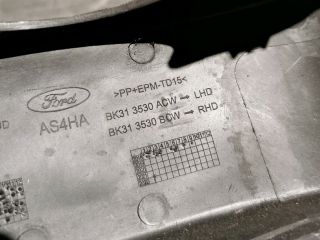 >PP+EPM-TD15<
Ford
BK31 3530 ACW → LHD
AS4HA
BK31 3530 BCW → RHD